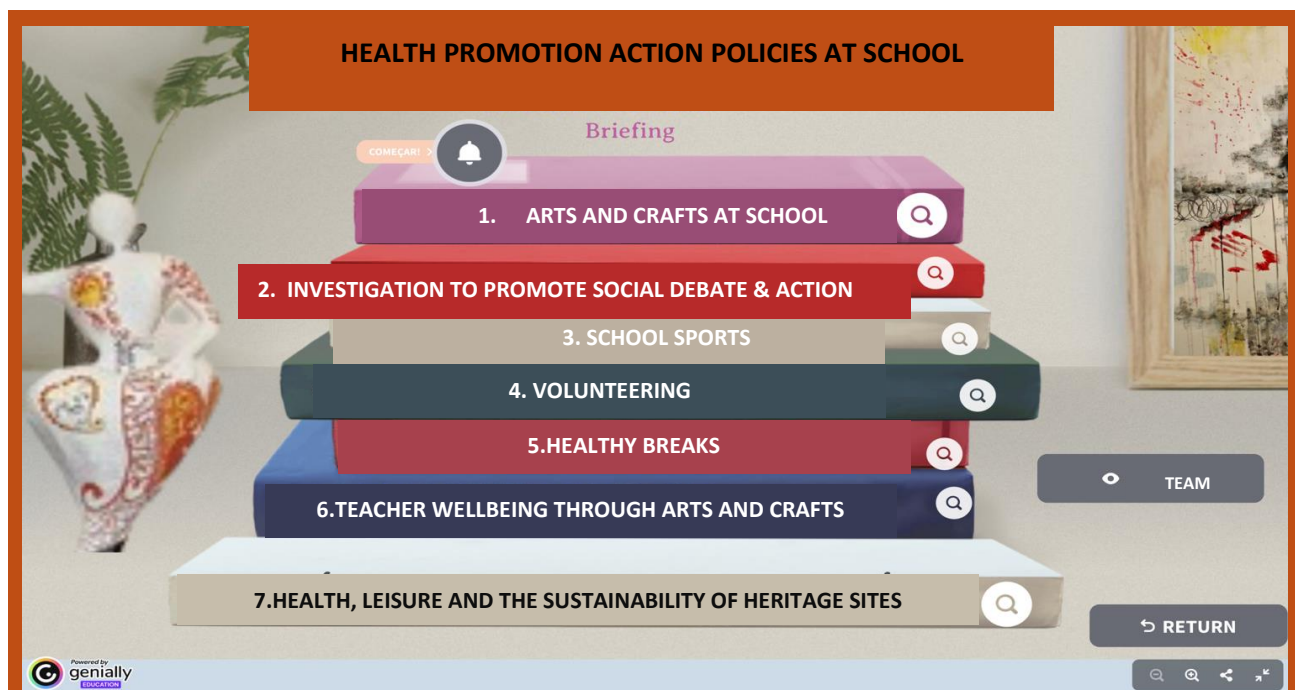 HEALTH PROMOTION ACTION POLICIES AT SCHOOL
Briefing
COMEÇAR!
1. ARTS AND CRAFTS AT SCHOOL
2. INVESTIGATION TO PROMOTE SOCIAL DEBATE & ACTION
3. SCHOOL SPORTS
4. VOLUNTEERING
5.HEALTHY BREAKS
TEAM
6.TEACHER WELLBEING THROUGH ARTS AND CRAFTS
7.HEALTH, LEISURE AND THE SUSTAINABILITY OF HERITAGE SITES
RETURN
Powered by
genially
EDUCATION